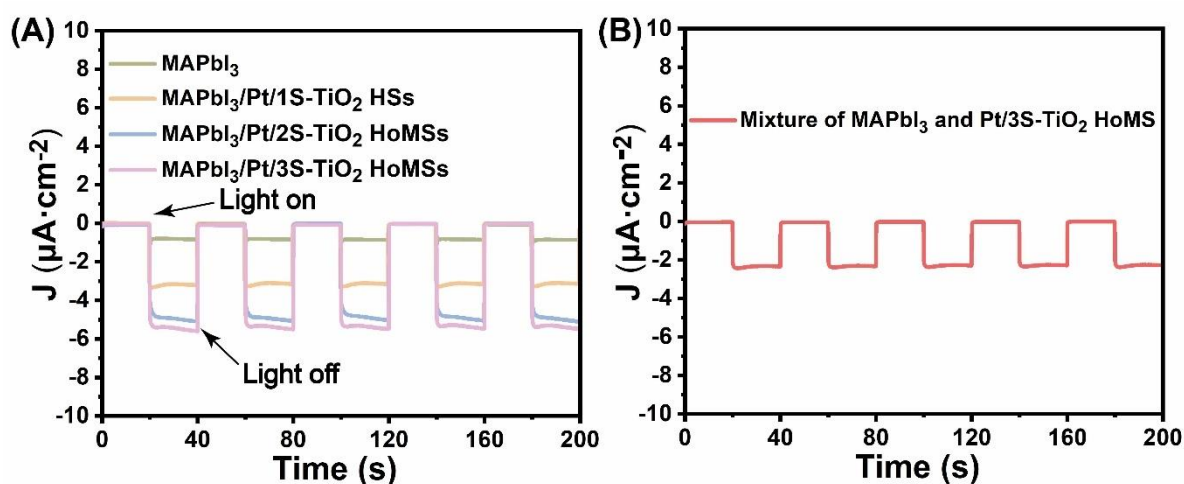 (A)
10
8
6
4
2
0
-2
-4
-6
-8
-10
J (µA·cm⁻²)
MAPbI₃
MAPbI₃/Pt/1S-TiO₂ HSs
MAPbI₃/Pt/2S-TiO₂ HoMSs
MAPbI₃/Pt/3S-TiO₂ HoMSs
Light on
Light off
0 40 80 120 160 200
Time (s)
(B)
10
8
6
4
2
0
-2
-4
-6
-8
-10
J (µA·cm⁻²)
Mixture of MAPbI₃ and Pt/3S-TiO₂ HoMS
0 40 80 120 160 200
Time (s)